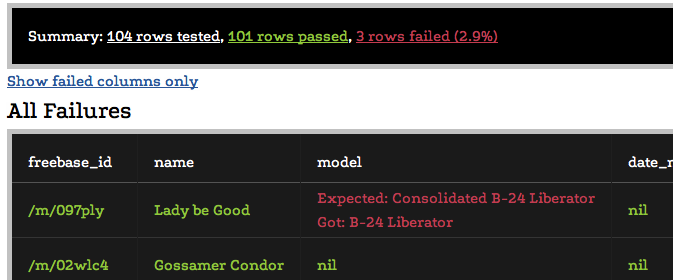 Summary: 104 rows tested, 101 rows passed, 3 rows failed (2.9%)
Show failed columns only
All Failures
freebase_id name model
/m/097ply Lady be Good Expected: Consolidated B-24 Liberator nil
Got: B-24 Liberator
/m/02wlc4 Gossamer Condor nil nil